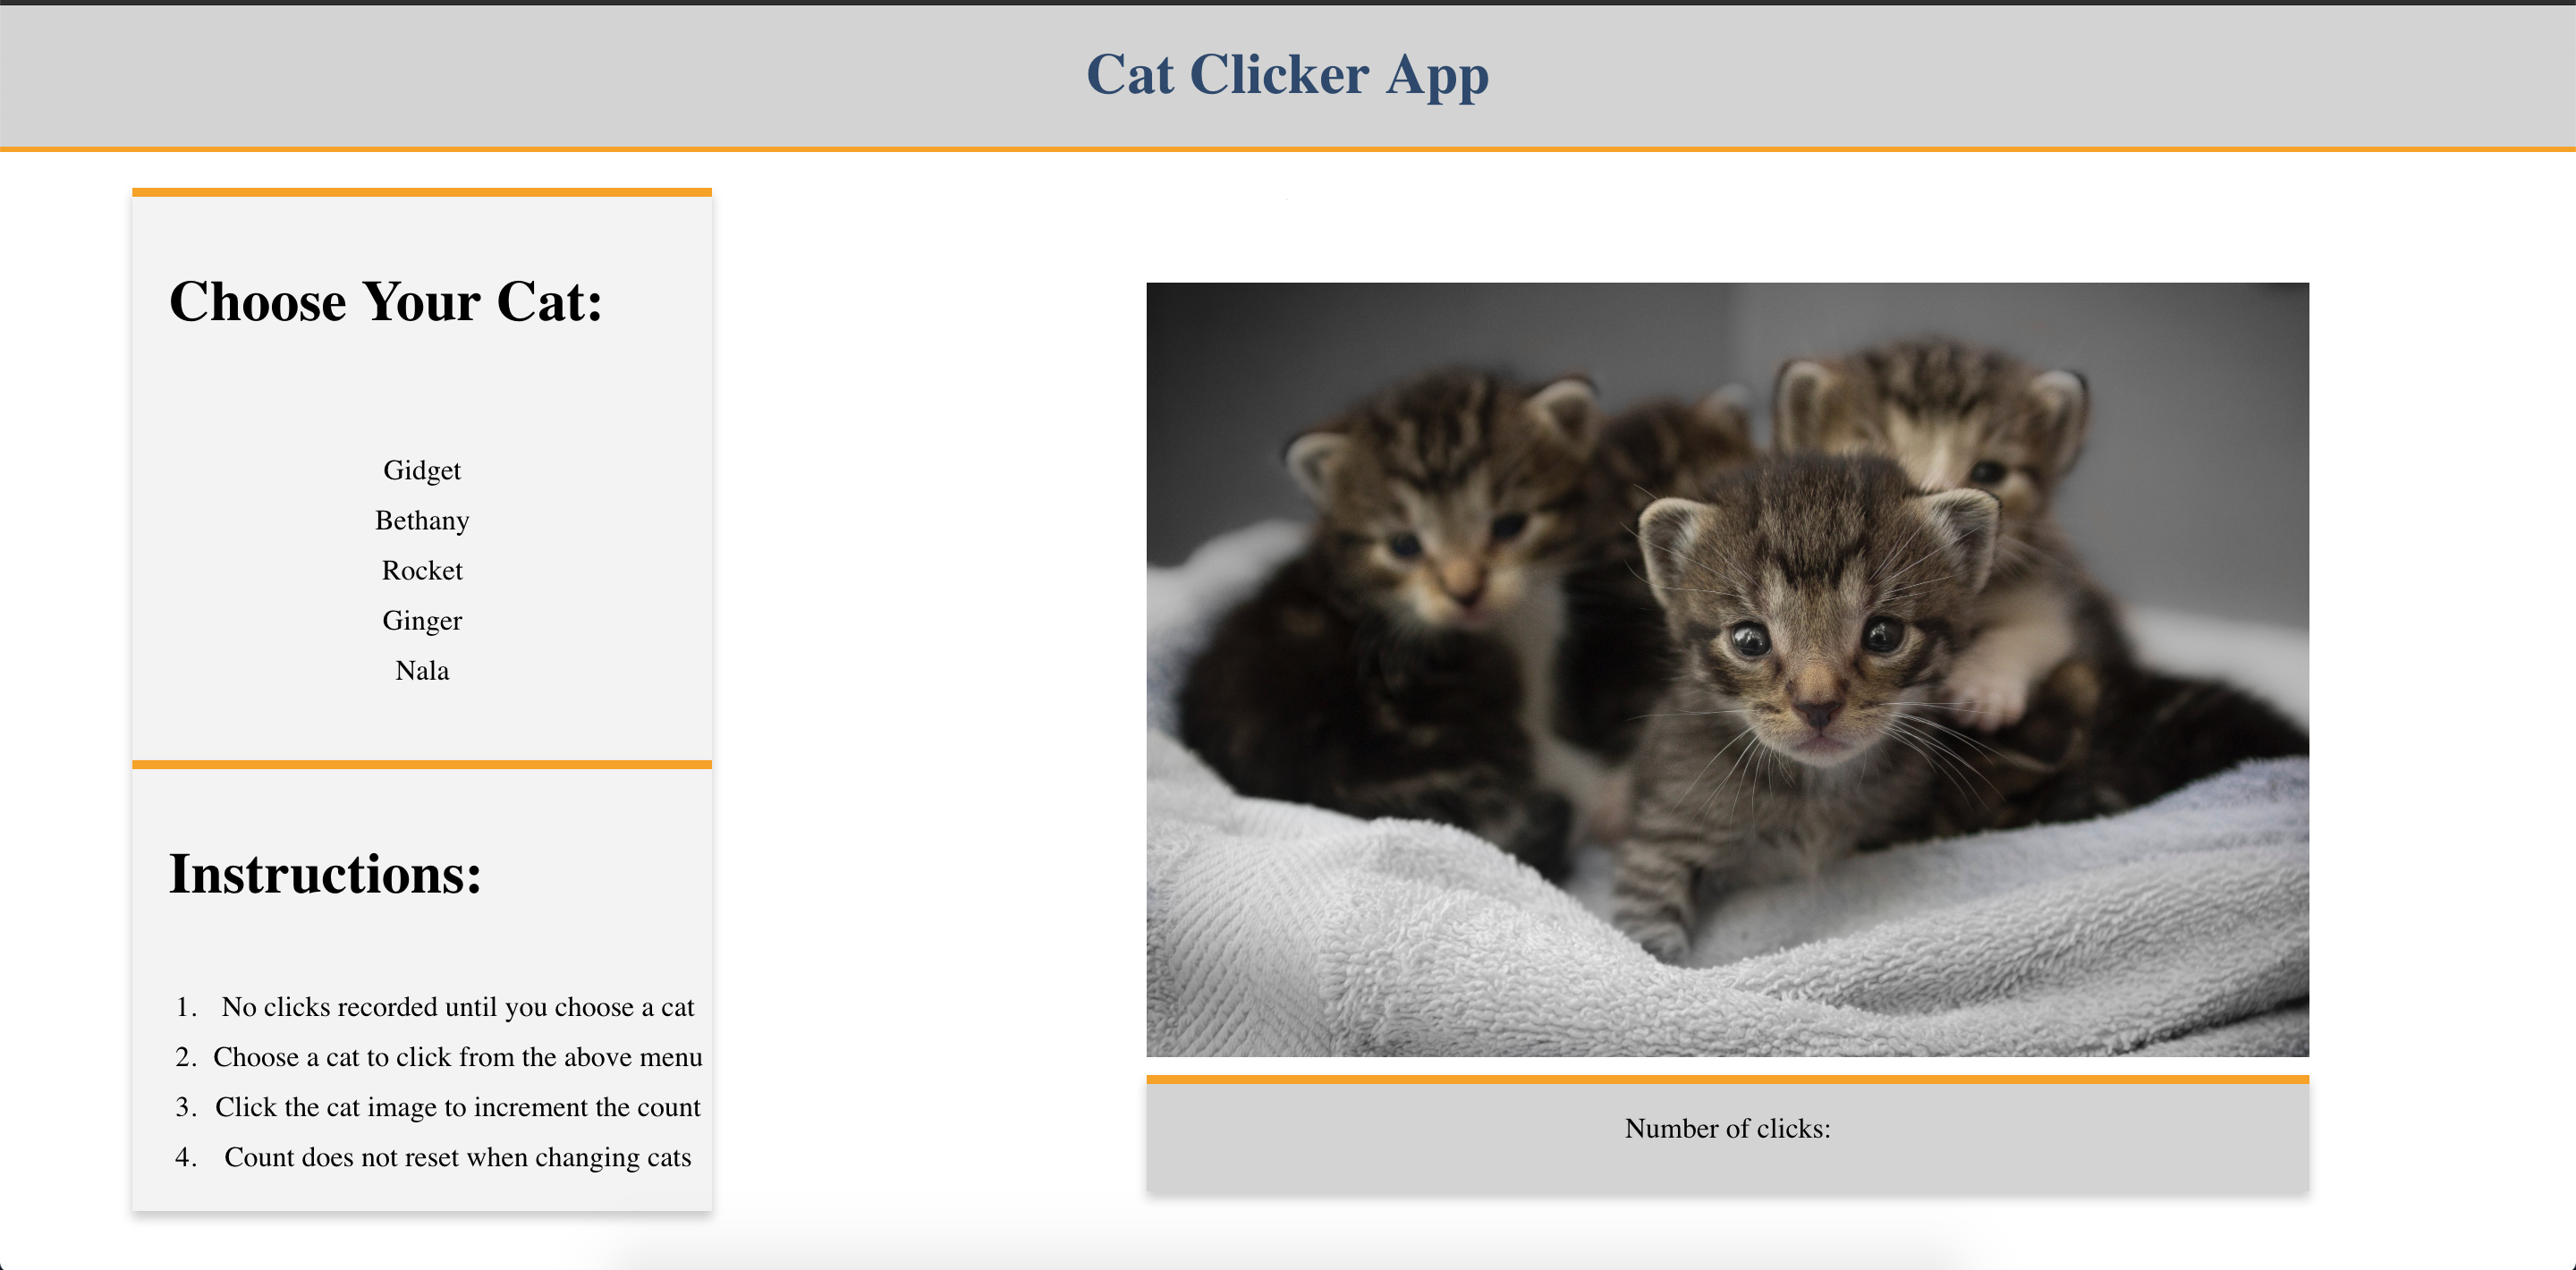 Cat Clicker App
Choose Your Cat:
Gidget
Bethany
Rocket
Ginger
Nala
Instructions:
1. No clicks recorded until you choose a cat
2. Choose a cat to click from the above menu
3. Click the cat image to increment the count
4. Count does not reset when changing cats
Number of clicks: